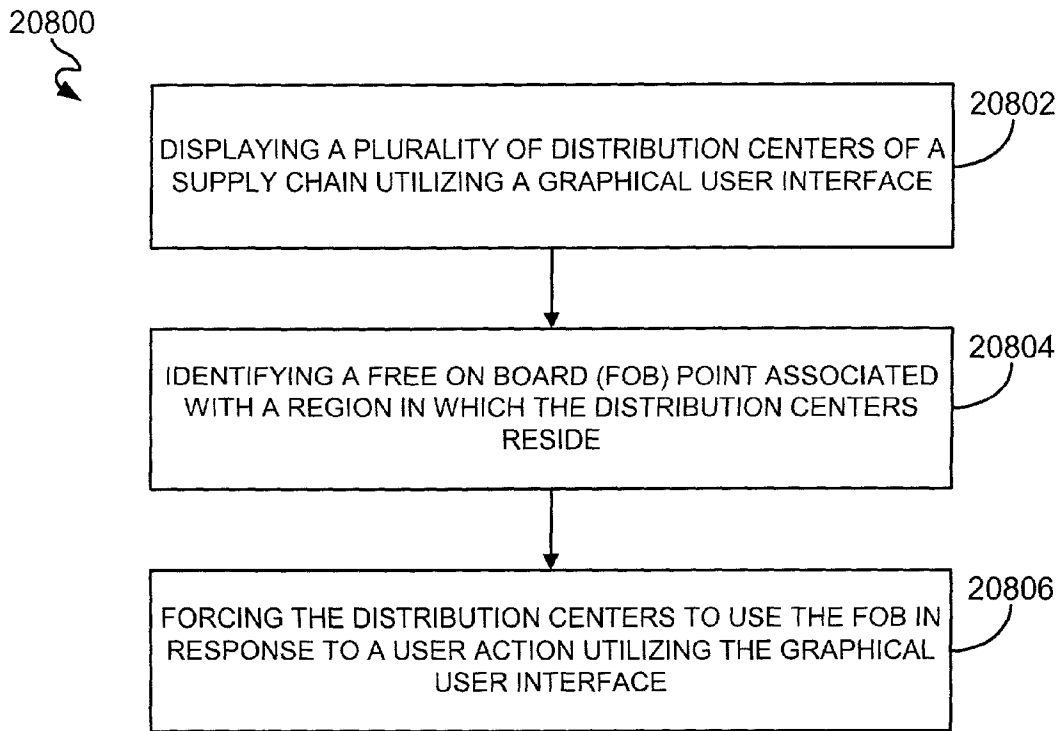 20800
20802
DISPLAYING A PLURALITY OF DISTRIBUTION CENTERS OF A
SUPPLY CHAIN UTILIZING A GRAPHICAL USER INTERFACE
20804
IDENTIFYING A FREE ON BOARD (FOB) POINT ASSOCIATED
WITH A REGION IN WHICH THE DISTRIBUTION CENTERS
RESIDE
20806
FORCING THE DISTRIBUTION CENTERS TO USE THE FOB IN
RESPONSE TO A USER ACTION UTILIZING THE GRAPHICAL
USER INTERFACE